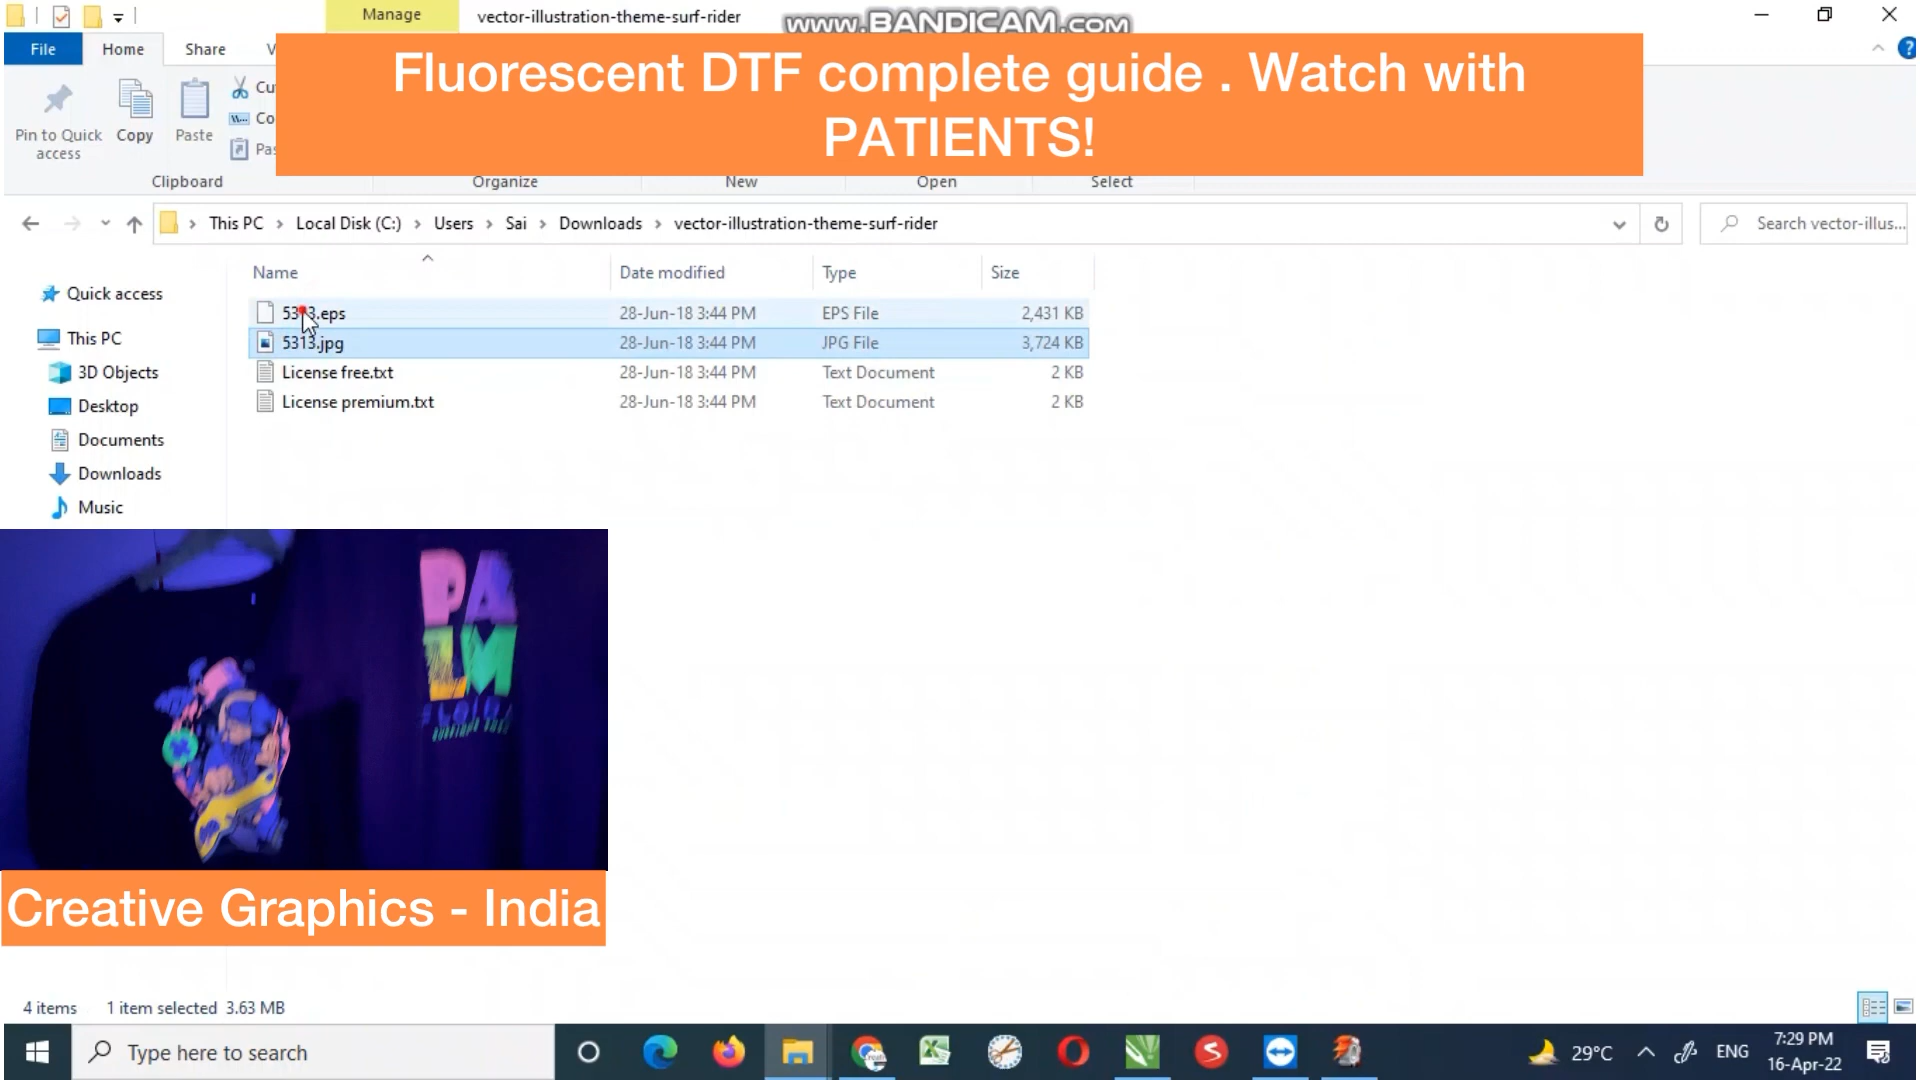 Manage
vector-illustration-theme-surf-rider
www.BANDICAM.com
File
Home
Share
V
Fluorescent DTF complete guide . Watch with
PATIENTS!
Pin to Quick
access
Copy
Paste
Cu
Co
Pas
Clipboard
Organize
New
Open
Select
This PC
Local Disk (C:)
Users
Sai
Downloads
vector-illustration-theme-surf-rider
Search vector-illus...
Name
Date modified
Type
Size
5313.eps
28-Jun-18 3:44 PM
EPS File
2,431 KB
5313.jpg
28-Jun-18 3:44 PM
JPG File
3,724 KB
License free.txt
28-Jun-18 3:44 PM
Text Document
2 KB
License premium.txt
28-Jun-18 3:44 PM
Text Document
2 KB
Quick access
This PC
3D Objects
Desktop
Documents
Downloads
Music
PA
LM
Creative Graphics - India
4 items
1 item selected 3.63 MB
Type here to search
29°C
ENG
7:29 PM
16-Apr-22